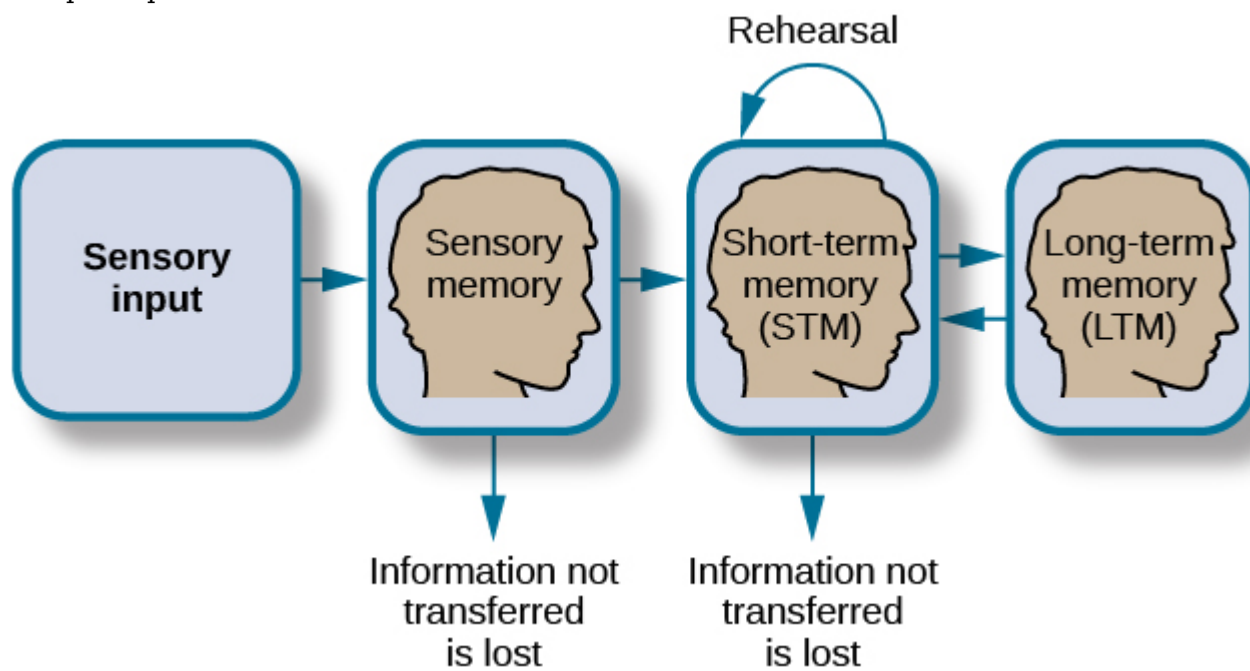 Rehearsal
Sensory
input
Sensory
memory
Short-term
memory
(STM)
Long-term
memory
(LTM)
Information not
transferred
is lost
Information not
transferred
is lost